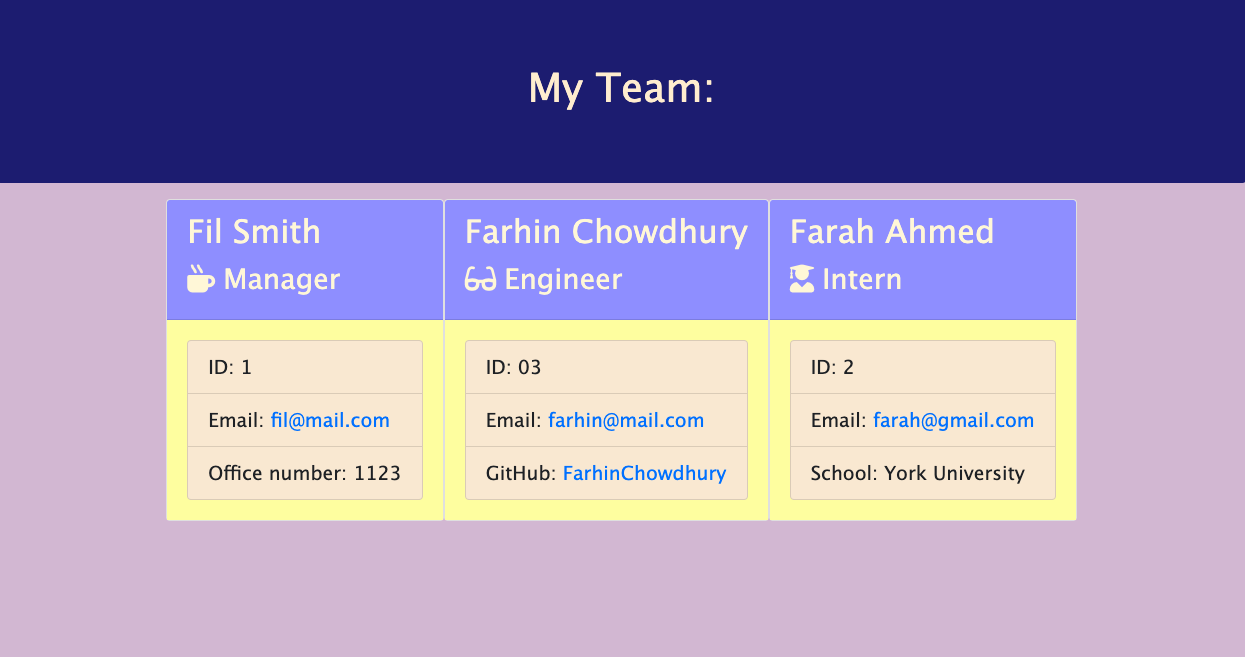 My Team:
Fil Smith
Manager
ID: 1
Email: fil@mail.com
Office number: 1123
Farhin Chowdhury
Engineer
ID: 03
Email: farhin@mail.com
GitHub: FarhinChowdhury
Farah Ahmed
Intern
ID: 2
Email: farah@gmail.com
School: York University